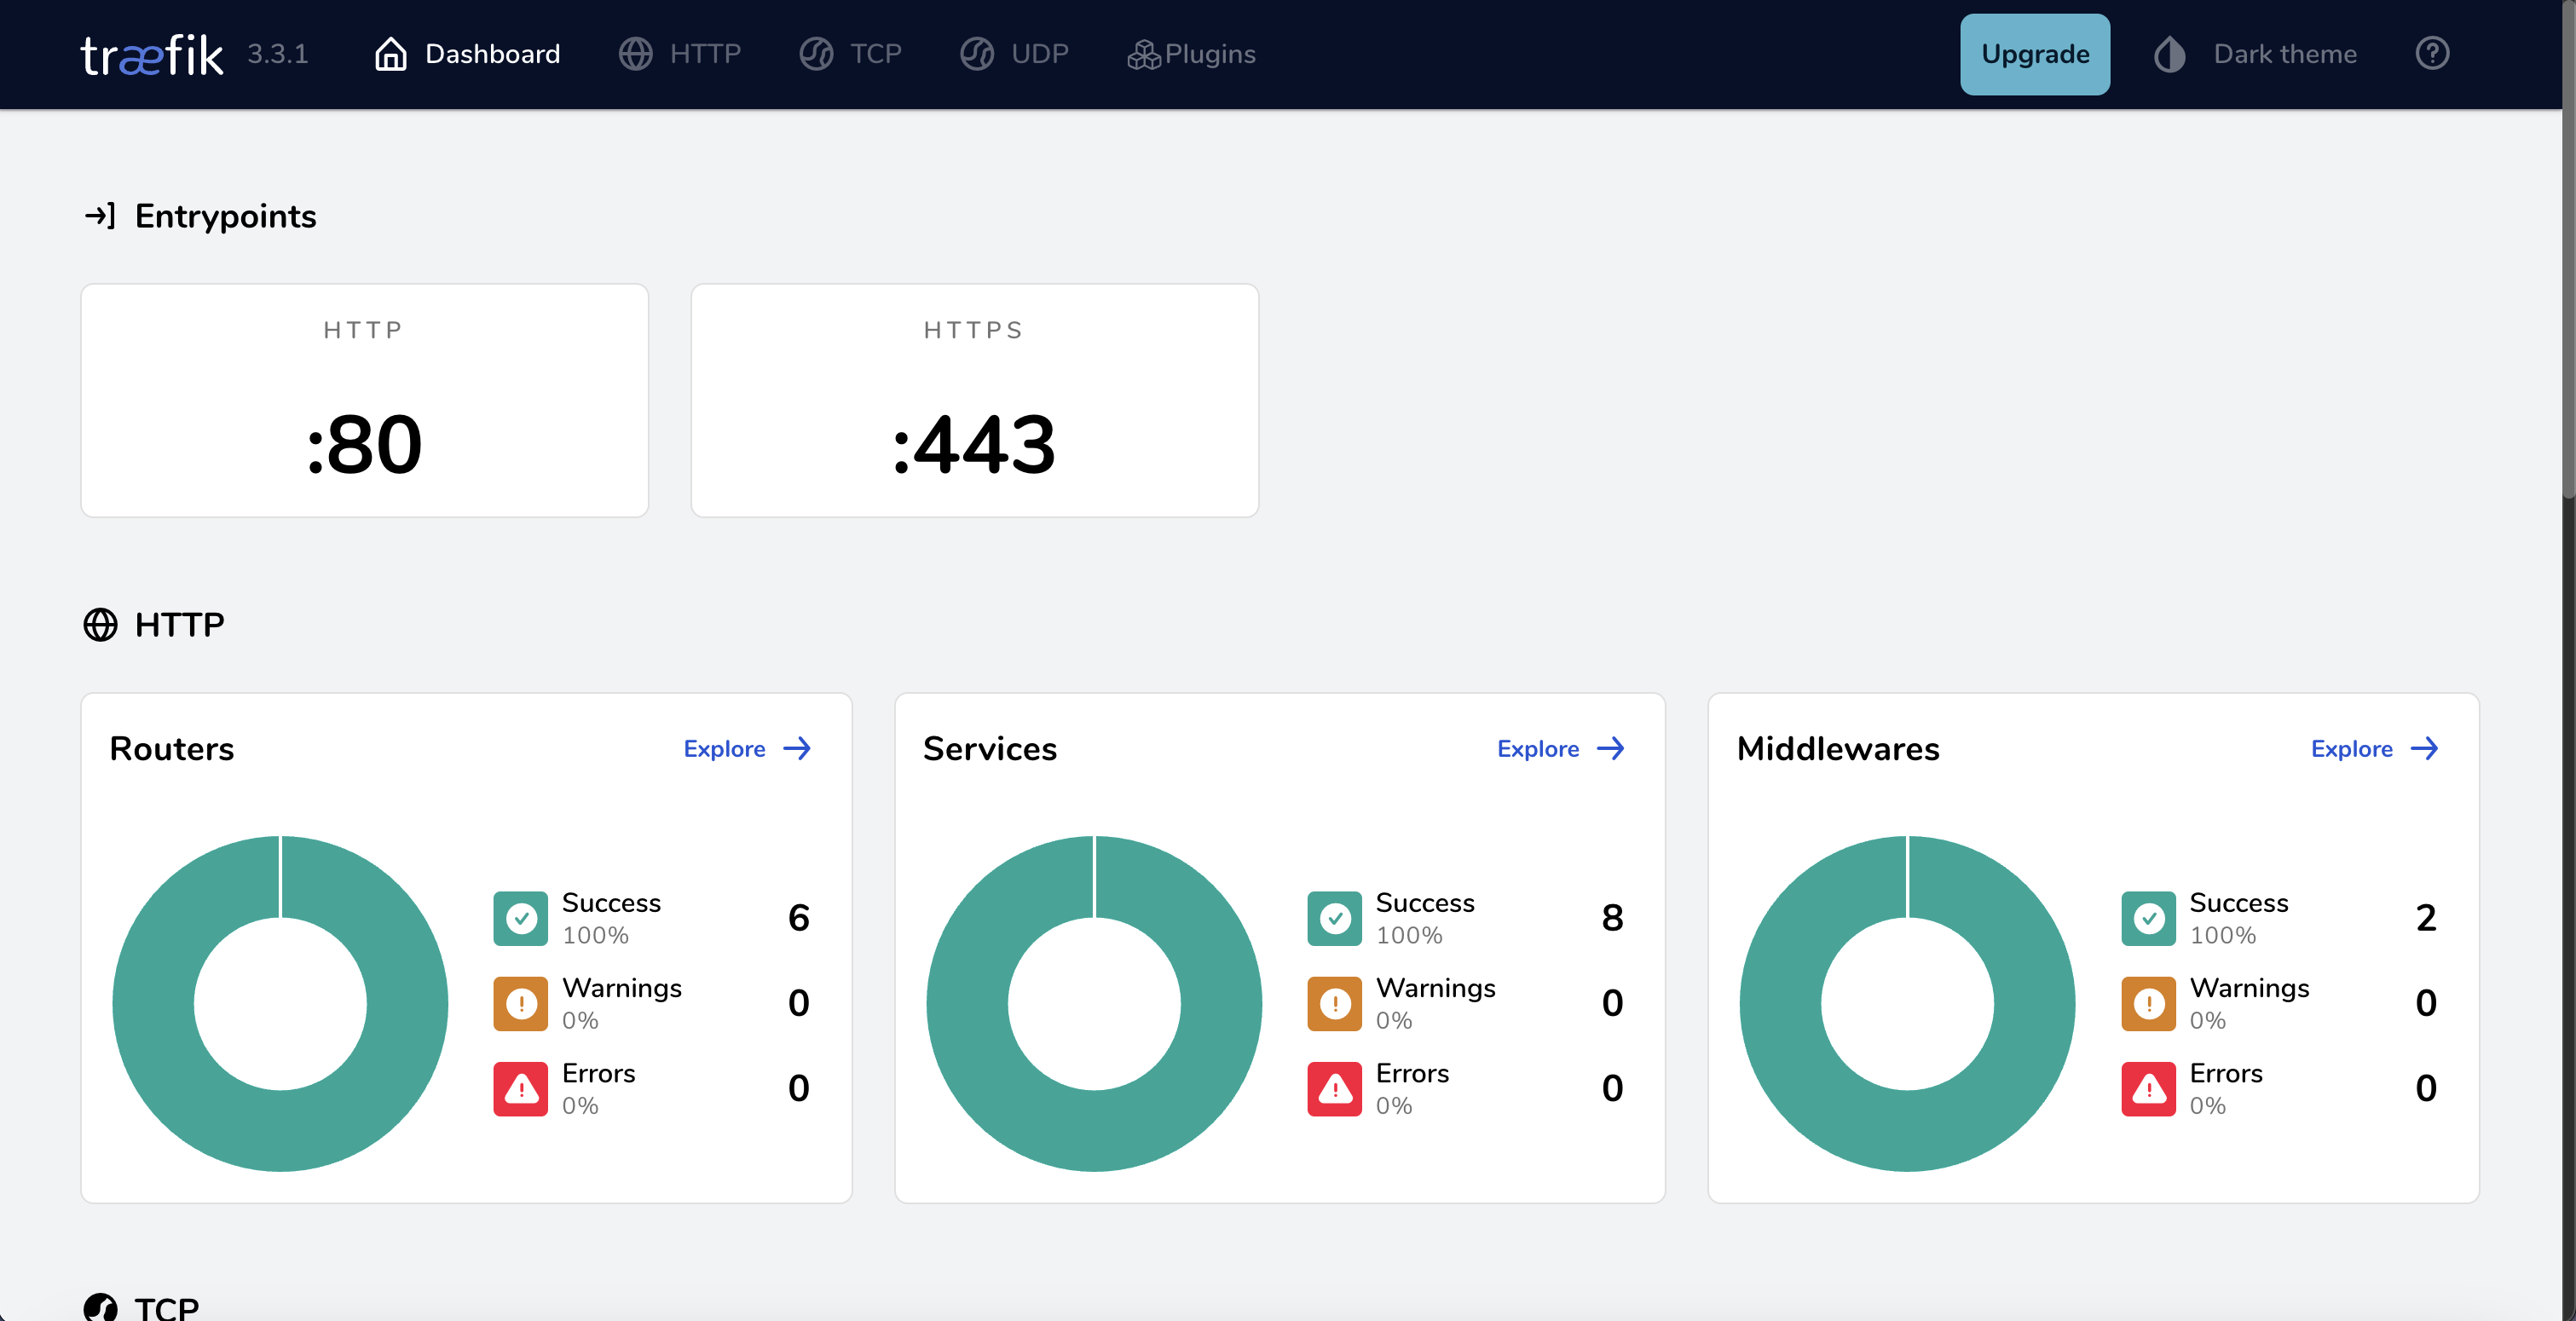 træfik 3.3.1 Dashboard HTTP TCP UDP Plugins Upgrade Dark theme
Entrypoints
HTTP
:80
HTTPS
:443
HTTP
Routers Explore
Success 6
100%
Warnings 0
0%
Errors 0
0%
Services Explore
Success 8
100%
Warnings 0
0%
Errors 0
0%
Middlewares Explore
Success 2
100%
Warnings 0
0%
Errors 0
0%
TCP